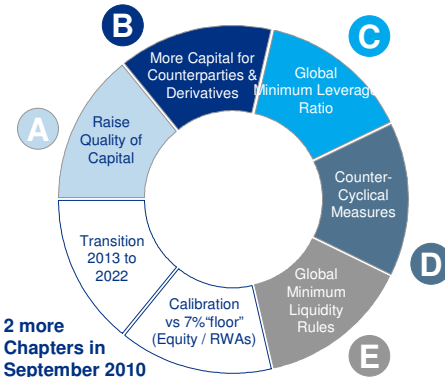 B
More Capital for
Counterparties &
Derivatives
C
Global
Minimum Leverage
Ratio
A
Raise
Quality of
Capital
Counter-
Cyclical
Measures
D
Transition
2013 to
2022
Calibration
vs 7%“floor”
(Equity / RWAs)
Global
Minimum
Liquidity
Rules
E
2 more
Chapters in
September 2010